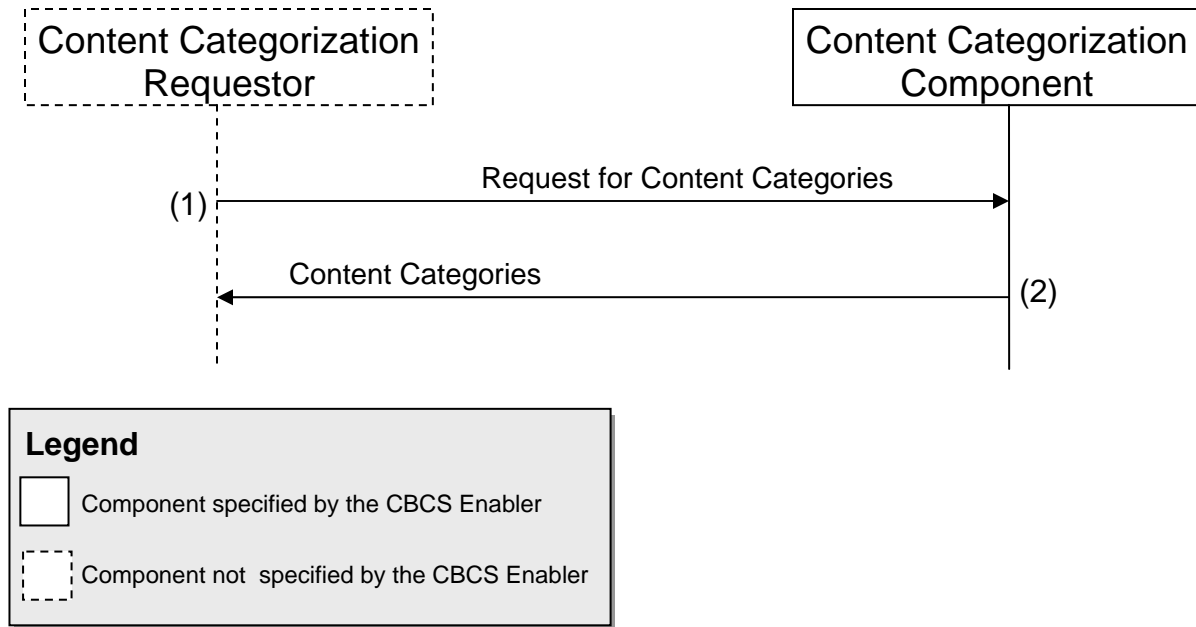 Content Categorization
Requestor
Content Categorization
Component
Request for Content Categories
(1)
Content Categories
(2)
Legend
Component specified by the CBCS Enabler
Component not specified by the CBCS Enabler